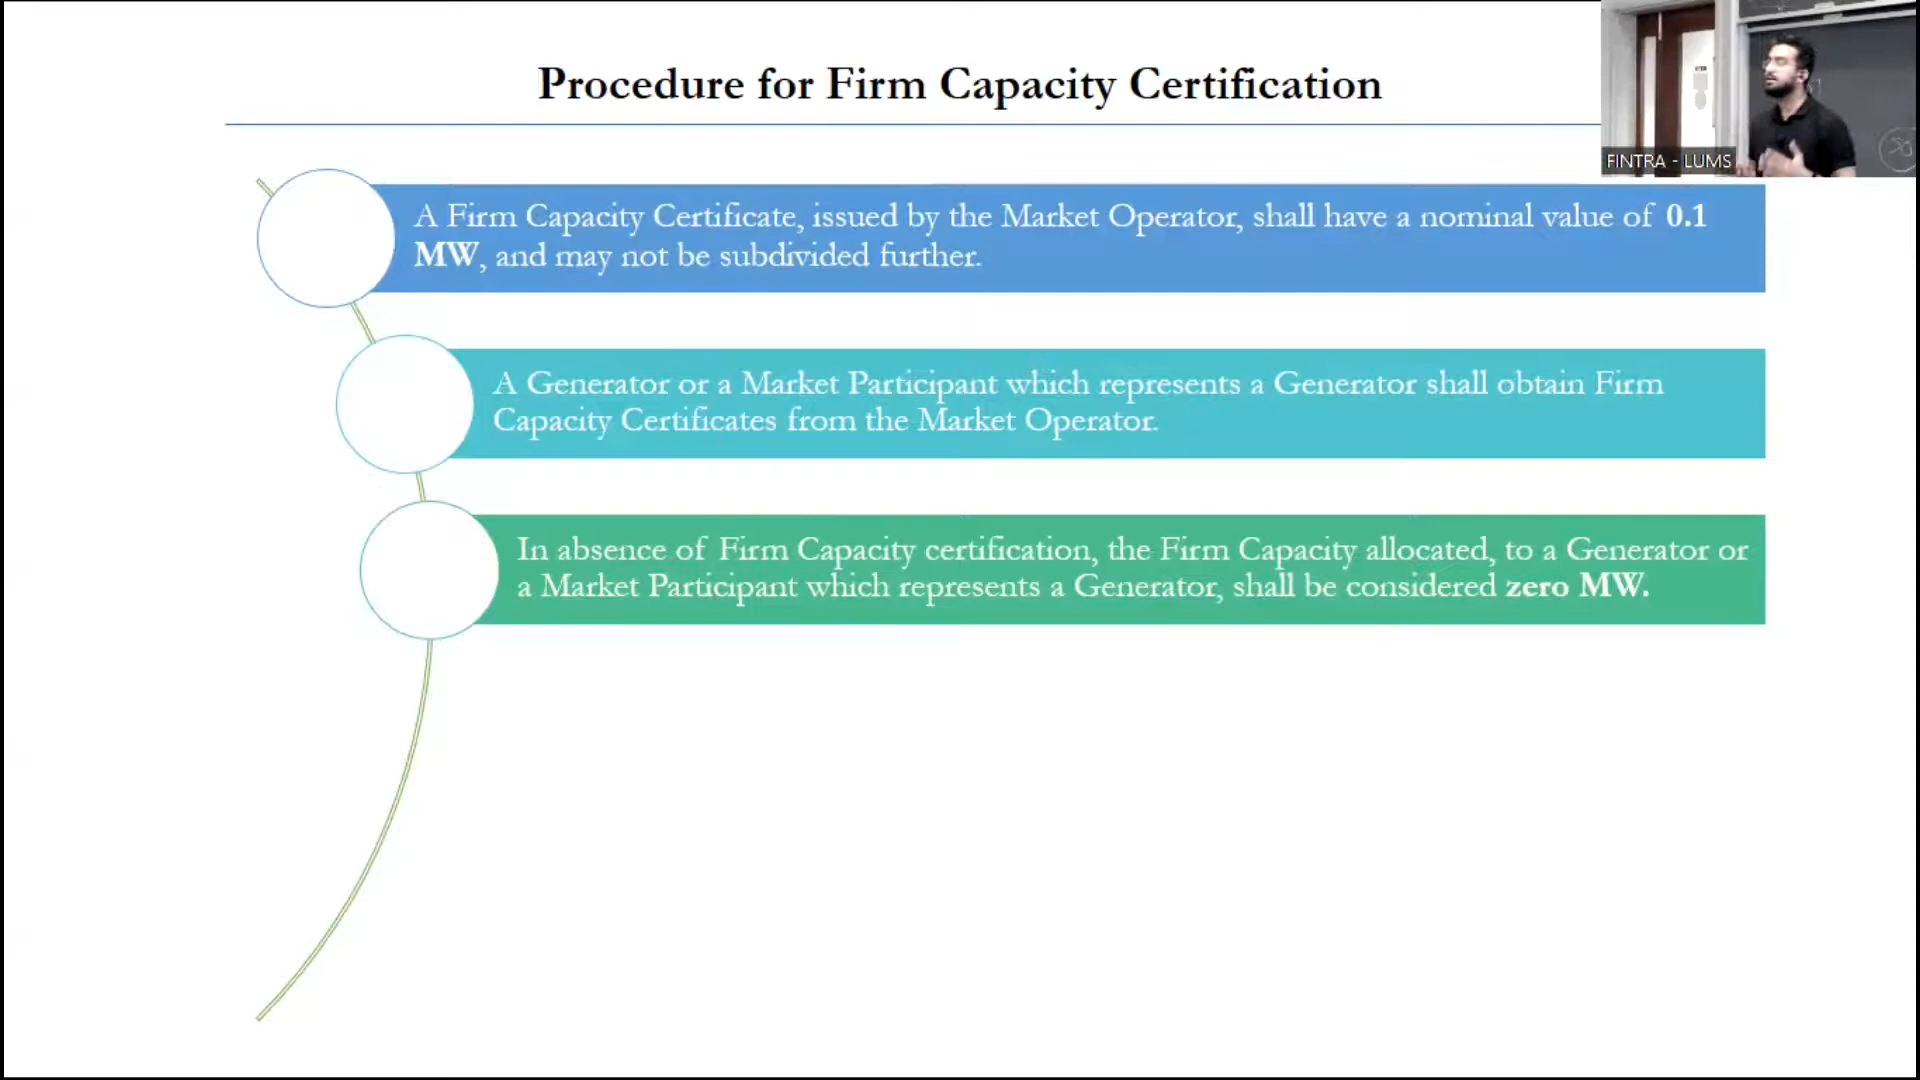 Procedure for Firm Capacity Certification
FINTRA - LUMS
A Firm Capacity Certificate, issued by the Market Operator, shall have a nominal value of 0.1
MW, and may not be subdivided further.
A Generator or a Market Participant which represents a Generator shall obtain Firm
Capacity Certificates from the Market Operator.
In absence of Firm Capacity certification, the Firm Capacity allocated, to a Generator or
a Market Participant which represents a Generator, shall be considered zero MW.